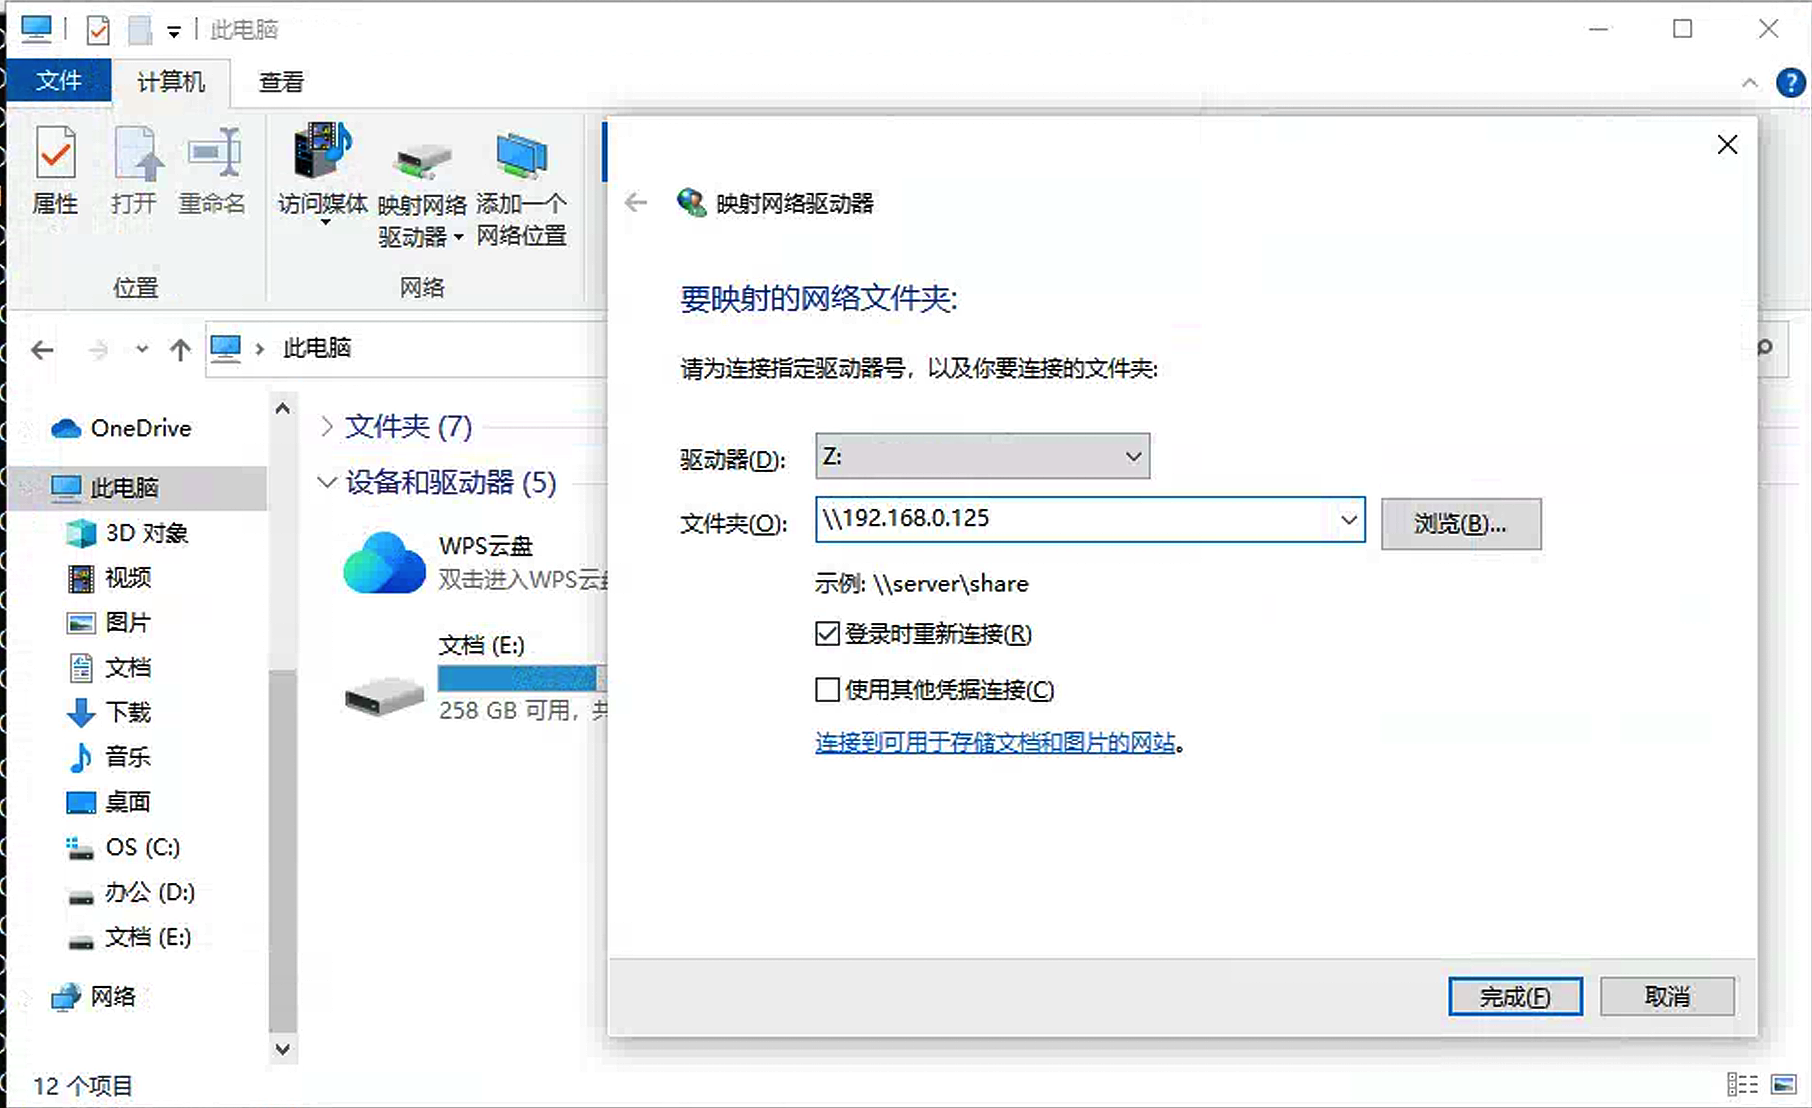 此电脑
文件 计算机 查看
属性 打开 重命名 访问媒体 映射网络驱动器 添加一个网络位置
位置 网络
此电脑
OneDrive
此电脑
3D 对象
视频
图片
文档
下载
音乐
桌面
OS (C:)
办公 (D:)
文档 (E:)
网络
文件夹 (7)
设备和驱动器 (5)
WPS云盘
双击进入WPS云
文档 (E:)
258 GB 可用，
12 个项目
映射网络驱动器
要映射的网络文件夹:
请为连接指定驱动器号，以及你要连接的文件夹:
驱动器(D): Z:
文件夹(O): \\192.168.0.125 浏览(B)...
示例: \\server\share
登录时重新连接(R)
使用其他凭据连接(C)
连接到可用于存储文档和图片的网站。
完成(F) 取消